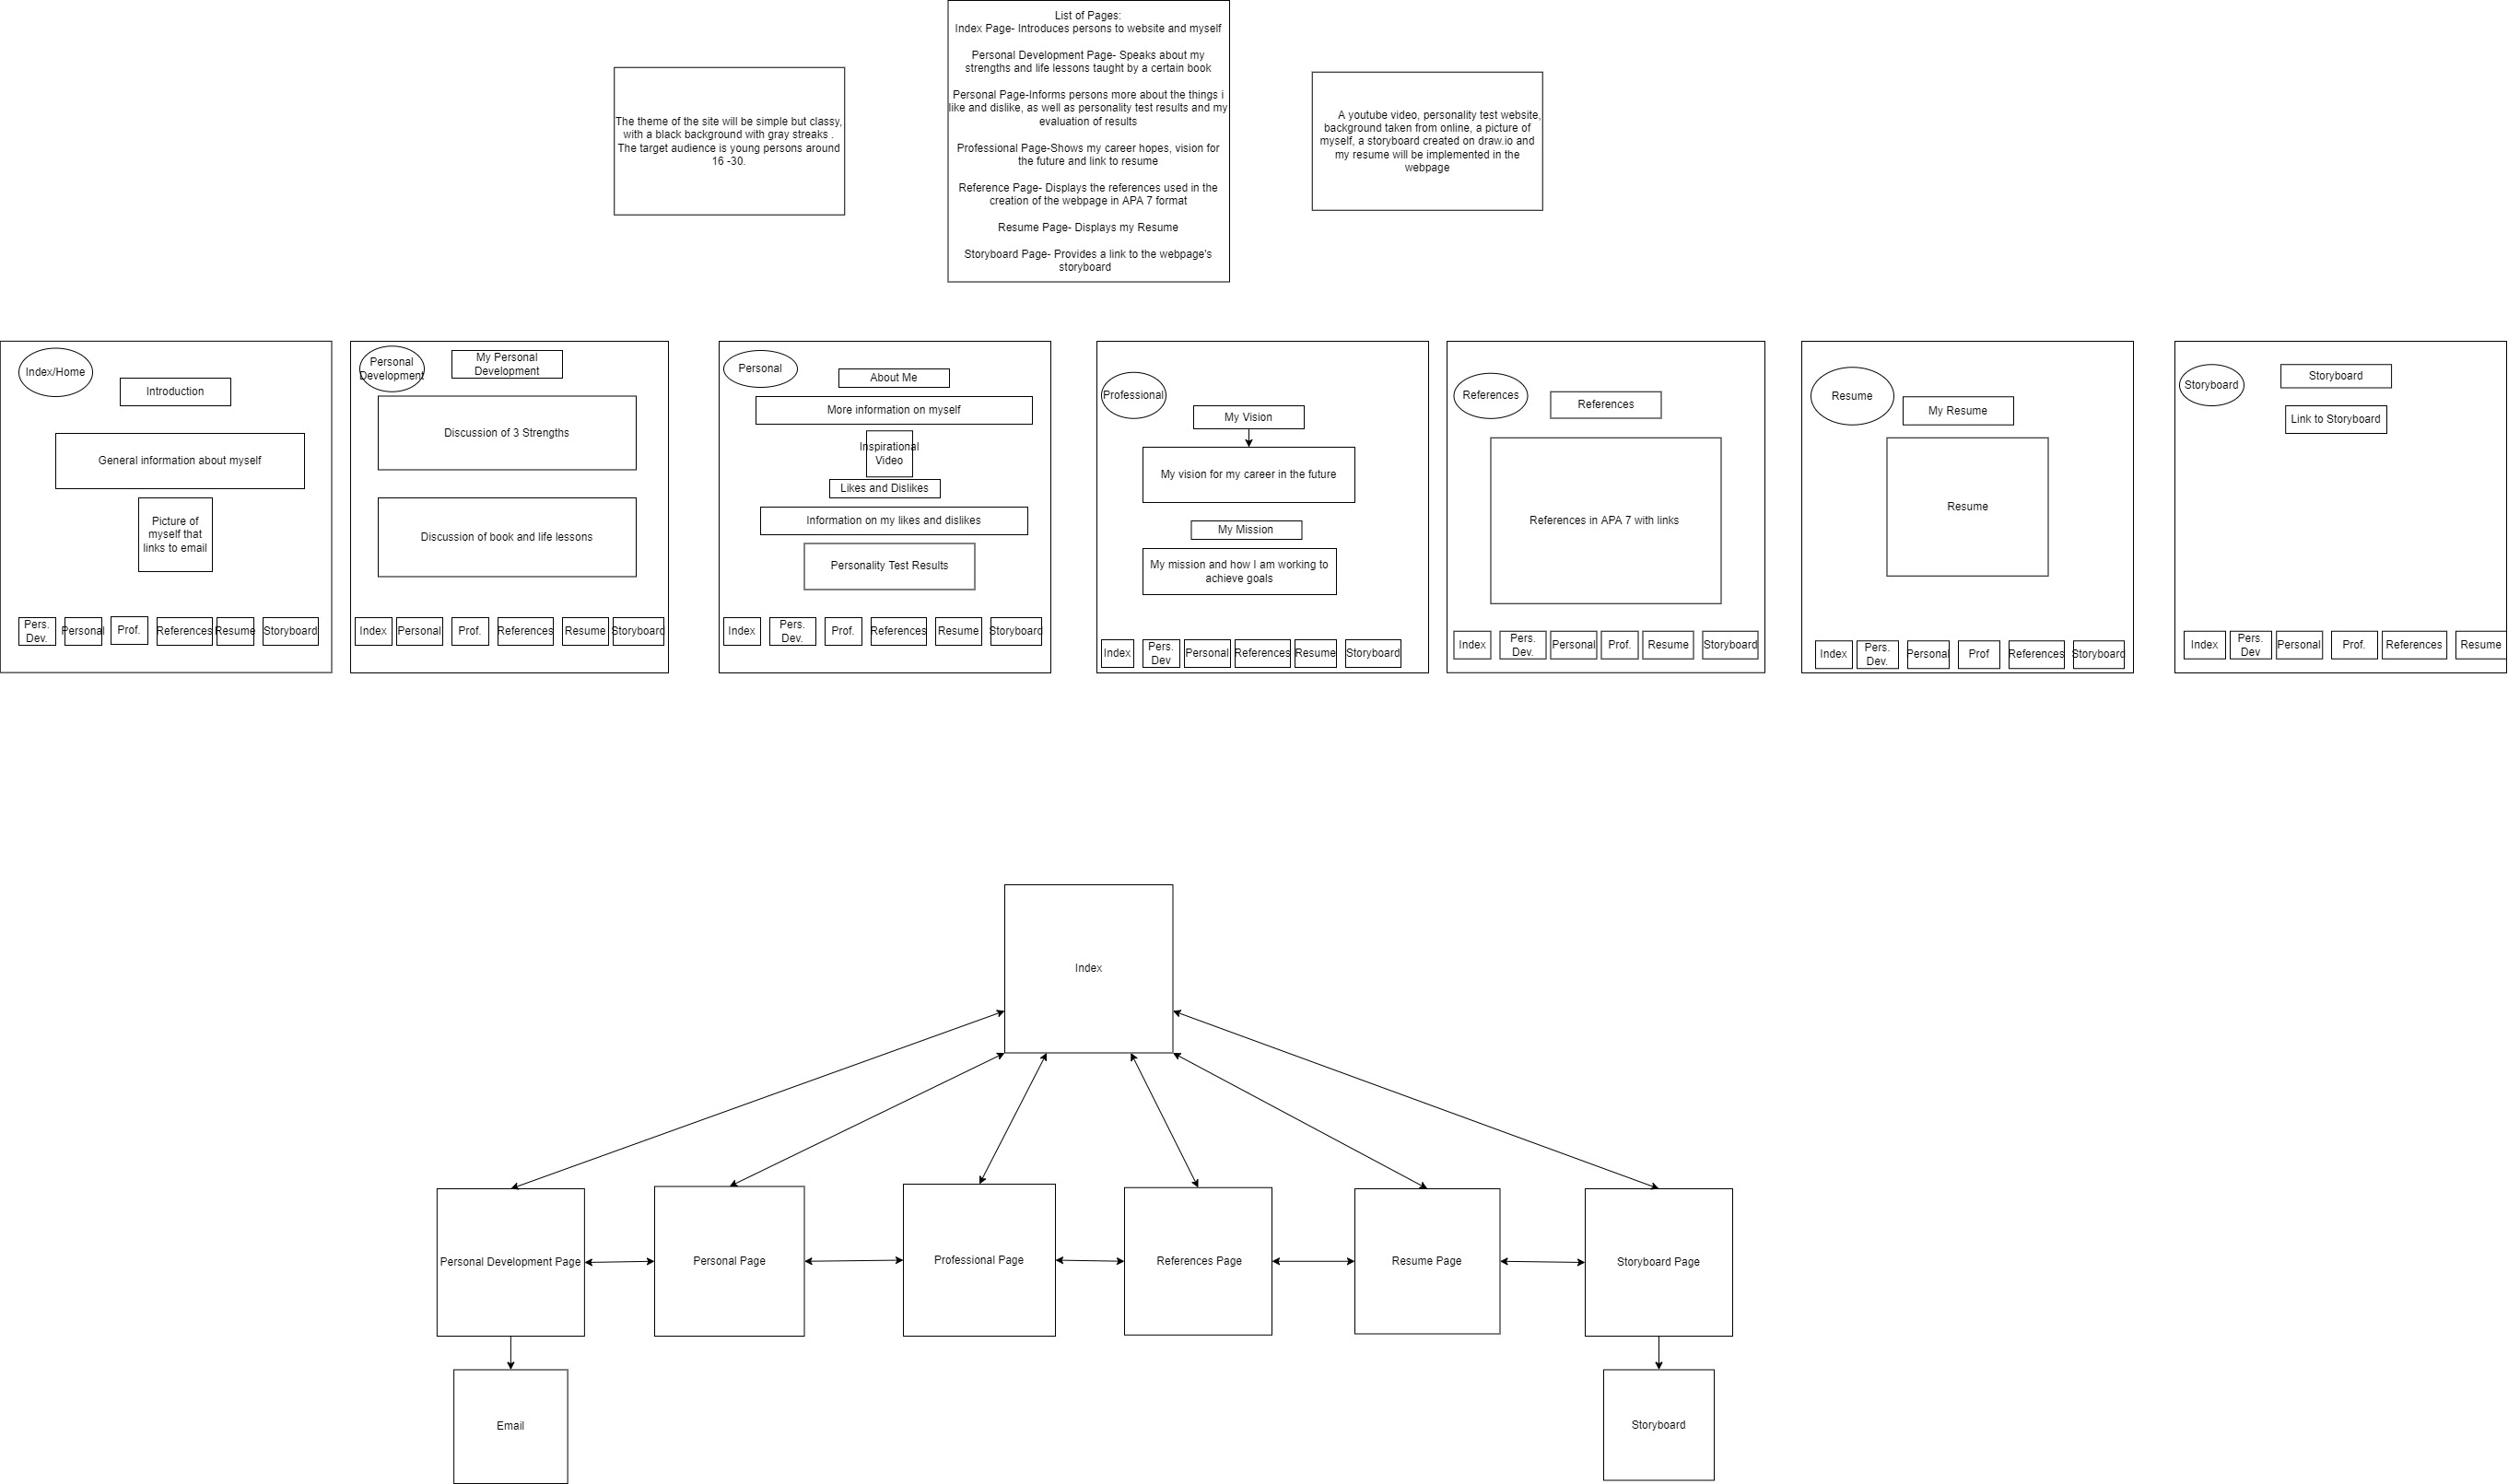 List of Pages:
Index Page- Introduces persons to website and myself
Personal Development Page- Speaks about my
strengths and life lessons taught by a certain book
Personal Page-Informs persons more about the things i
like and dislike, as well as personality test results and my
evaluation of results
Professional Page-Shows my career hopes, vision for
the future and link to resume
Reference Page- Displays the references used in the
creation of the webpage in APA 7 format
Resume Page- Displays my Resume
Storyboard Page- Provides a link to the webpage's
storyboard
The theme of the site will be simple but classy,
with a black background with gray streaks .
The target audience is young persons around
16 -30.
A youtube video, personality test website,
background taken from online, a picture of
myself, a storyboard created on draw.io and
my resume will be implemented in the
webpage
Index/Home
Introduction
General information about myself
Picture of
myself that
links to email
Pers.
Dev.
Personal
Prof.
References
Resume
Storyboard
Personal
Development
My Personal
Development
Discussion of 3 Strengths
Discussion of book and life lessons
Index
Personal
Prof.
References
Resume
Storyboard
Personal
About Me
More information on myself
Inspirational
Video
Likes and Dislikes
Information on my likes and dislikes
Personality Test Results
Index
Pers.
Dev.
Prof.
References
Resume
Storyboard
Professional
My Vision
My vision for my career in the future
My Mission
My mission and how I am working to
achieve goals
Index
Pers.
Dev
Personal
References
Resume
Storyboard
References
References
References in APA 7 with links
Index
Pers.
Dev.
Personal
Prof.
Resume
Storyboard
Resume
My Resume
Resume
Index
Pers.
Dev.
Personal
Prof
References
Storyboard
Storyboard
Storyboard
Link to Storyboard
Index
Pers.
Dev
Personal
Prof.
References
Resume
Index
Personal Development Page
Personal Page
Professional Page
References Page
Resume Page
Storyboard Page
Email
Storyboard